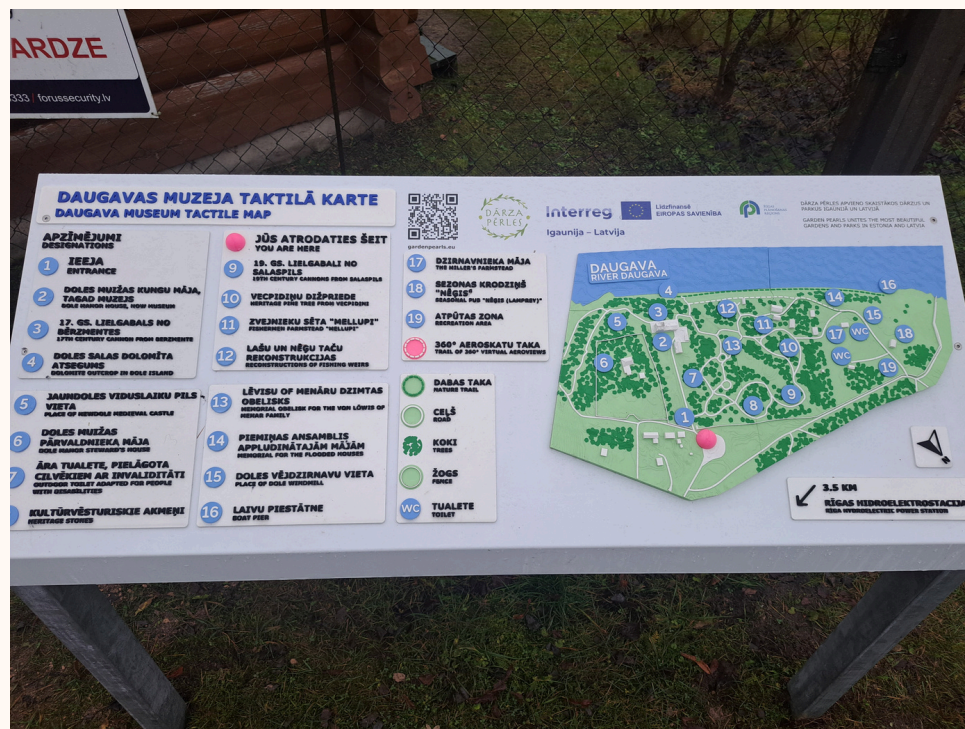 ARDZE
333 / forussecurity.lv
DAUGAVAS MUZEJA TAKTILĀ KARTE
DAUGAVA MUSEUM TACTILE MAP
gardenpearls.eu
DĀRZA
PĒRLES
Interreg
Igaunija – Latvija
Līdzfinansē
EIROPAS SAVIENĪBA
DĀRZA PĒRLES APVIENO SKAISTĀKOS DĀRZUS UN
PARKUS IGAUNIJĀ UN LATVIJĀ
GARDEN PEARLS UNITES THE MOST BEAUTIFUL
GARDENS AND PARKS IN ESTONIA AND LATVIA
APZĪMĒJUMI
DESIGNATIONS
1 IEEJA
ENTRANCE
2 DOLES MUIŽAS KUNGU MĀJA,
TAGAD MUZEJS
DOLE MANOR HOUSE, NOW MUSEUM
3 17. GS. LIELGABALS NO
BĒRZMENTES
17TH CENTURY CANNON FROM BERZMENTE
4 DOLES SALAS DOLOMĪTA
ATSEGUMS
DOLOMITE OUTCROP IN DOLE ISLAND
5 JAUNDOLES VIDUSLAIKU PILS
VIETA
PLACE OF NEWDOLE MEDIEVAL CASTLE
6 DOLES MUIŽAS
PĀRVALDNIEKA MĀJA
DOLE MANOR STEWARD'S HOUSE
7 ĀRA TUALETE, PIELĀGOTA
CILVĒKIEM AR INVALIDITĀTI
OUTDOOR TOILET ADAPTED FOR PEOPLE
WITH DISABILITIES
KULTŪRVĒSTURISKIE AKMEŅI
HERITAGE STONES
JŪS ATRODATIES ŠEIT
YOU ARE HERE
9 19. GS. LIELGABALI NO
SALASPILS
19TH CENTURY CANNONS FROM SALASPILS
10 VECPIDIŅU DIŽPRIEDE
HERITAGE PINE TREE FROM VECPIDIŅI
11 ZVEJNIEKU SĒTA "MELLUPI"
FISHERMEN FARMSTEAD "MELLUPI"
12 LAŠU UN NĒĢU TAČU
REKONSTRUKCIJAS
RECONSTRUCTIONS OF FISHING WEIRS
13 LĒVISU OF MENĀRU DZIMTAS
OBELISKS
MEMORIAL OBELISK FOR THE VON LÖWIS OF
MENAR FAMILY
14 PIEMIŅAS ANSAMBLIS
APPLUDINĀTAJĀM MĀJĀM
MEMORIAL FOR THE FLOODED HOUSES
15 DOLES VĒJDZIRNAVU VIETA
PLACE OF DOLE WINDMILL
16 LAIVU PIESTĀTNE
BOAT PIER
17 DZIRNAVNIEKA MĀJA
THE MILLER'S FARMSTEAD
18 SEZONAS KRODZIŅŠ
"NĒĢIS"
SEASONAL PUB "NĒĢIS (LAMPREY)"
19 ATPŪTAS ZONA
RECREATION AREA
360° AEROSKATU TAKA
TRAIL OF 360° VIRTUAL AEROVIEWS
DABAS TAKA
NATURE TRAIL
CEĻŠ
ROAD
KOKI
TREES
ŽOGS
FENCE
WC TUALETE
TOILET
DAUGAVA
RIVER DAUGAVA
4
16
14
3
12
15
5
11
17
WC
18
2
13
10
WC
6
19
7
9
8
1
N
3.5 KM
RĪGAS HIDROELEKTROSTACIJA
RIGA HYDROELECTRIC POWER STATION